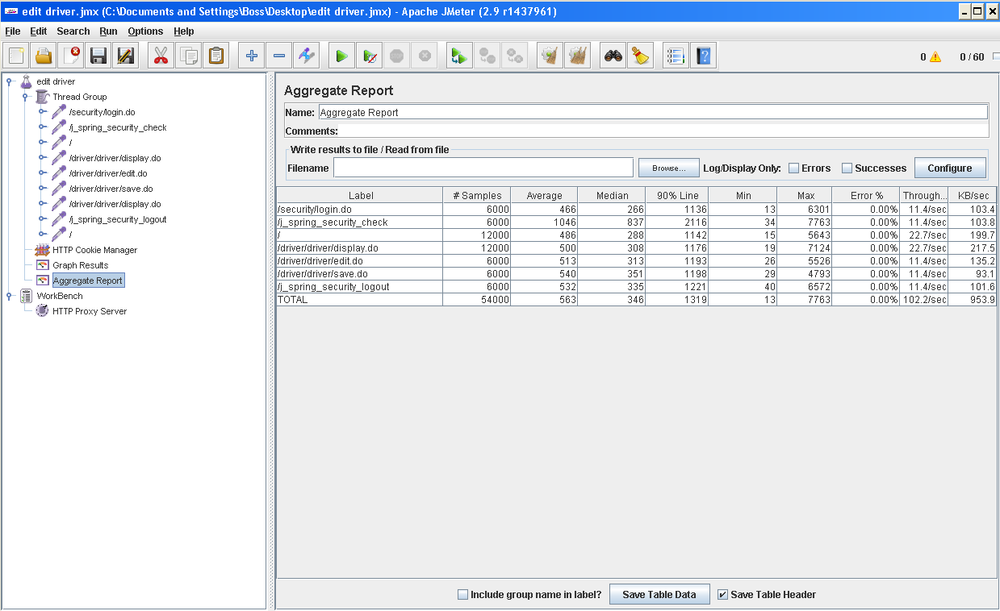 edit driver.jmx (C:\Documents and Settings\Boss\Desktop\edit driver.jmx) - Apache JMeter (2.9 r1437961)
File Edit Search Run Options Help
0 0 / 60
edit driver
Thread Group
/security/login.do
/j_spring_security_check
/
/driver/driver/display.do
/driver/driver/edit.do
/driver/driver/save.do
/driver/driver/display.do
/j_spring_security_logout
/
HTTP Cookie Manager
Graph Results
Aggregate Report
WorkBench
HTTP Proxy Server
Aggregate Report
Name: Aggregate Report
Comments:
Write results to file / Read from file
Filename Browse... Log/Display Only: Errors Successes Configure
Label # Samples Average Median 90% Line Min Max Error % Through... KB/sec
/security/login.do 6000 466 266 1136 13 6301 0.00% 11.4/sec 103.4
/j_spring_security_check 6000 1046 837 2116 34 7763 0.00% 11.4/sec 103.8
/ 12000 486 288 1142 15 5643 0.00% 22.7/sec 199.7
/driver/driver/display.do 12000 500 308 1176 19 7124 0.00% 22.7/sec 217.5
/driver/driver/edit.do 6000 513 313 1193 26 5526 0.00% 11.4/sec 135.2
/driver/driver/save.do 6000 540 351 1198 29 4793 0.00% 11.4/sec 93.1
/j_spring_security_logout 6000 532 335 1221 40 6572 0.00% 11.4/sec 101.6
TOTAL 54000 563 346 1319 13 7763 0.00% 102.2/sec 953.9
Include group name in label? Save Table Data Save Table Header